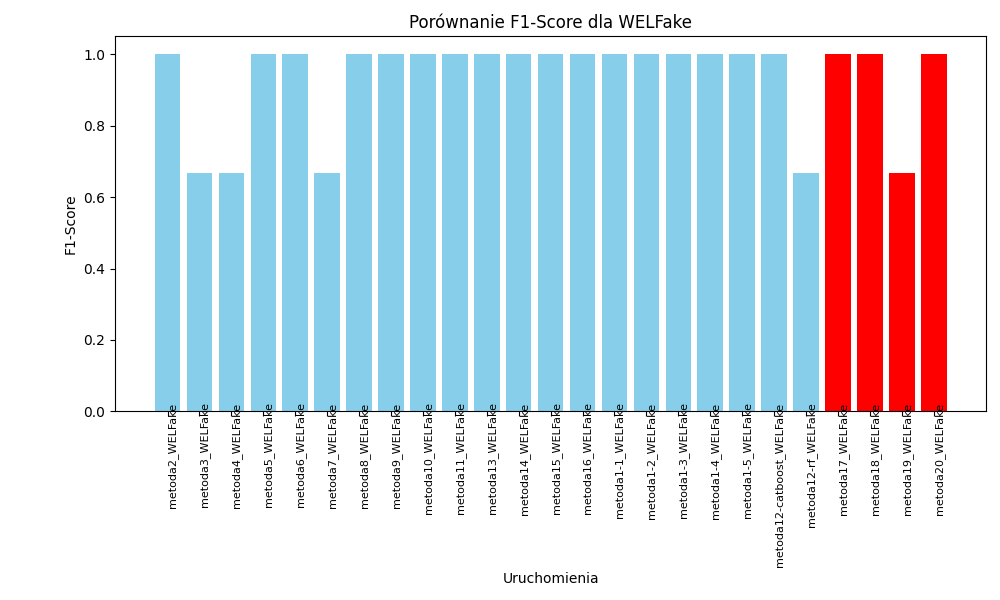 Porównanie F1-Score dla WELFake
F1-Score
1.0
0.8
0.6
0.4
0.2
0.0
metoda2_WELFake
metoda3_WELFake
metoda4_WELFake
metoda5_WELFake
metoda6_WELFake
metoda7_WELFake
metoda8_WELFake
metoda9_WELFake
metoda10_WELFake
metoda11_WELFake
metoda13_WELFake
metoda14_WELFake
metoda15_WELFake
metoda16_WELFake
metoda1-1_WELFake
metoda1-2_WELFake
metoda1-3_WELFake
metoda1-4_WELFake
metoda1-5_WELFake
metoda12-catboost_WELFake
metoda12-rf_WELFake
metoda17_WELFake
metoda18_WELFake
metoda19_WELFake
metoda20_WELFake
Uruchomienia